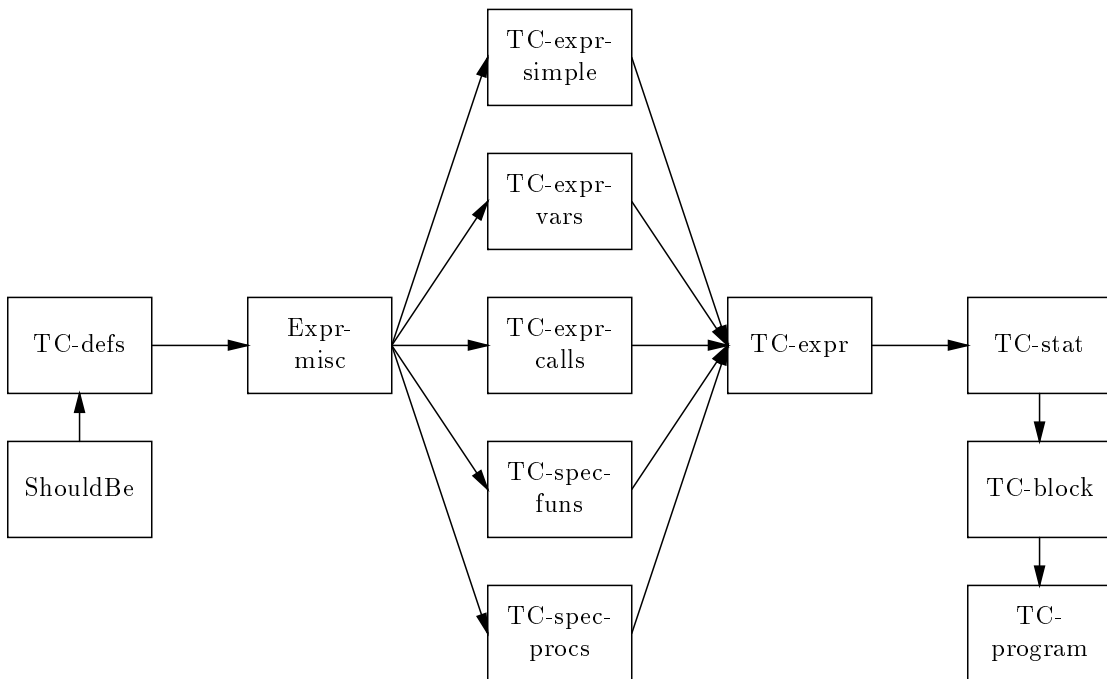 TC-expr-
simple
TC-expr-
vars
TC-defs
Expr-
misc
TC-expr-
calls
TC-expr
TC-stat
ShouldBe
TC-spec-
funs
TC-block
TC-spec-
procs
TC-
program